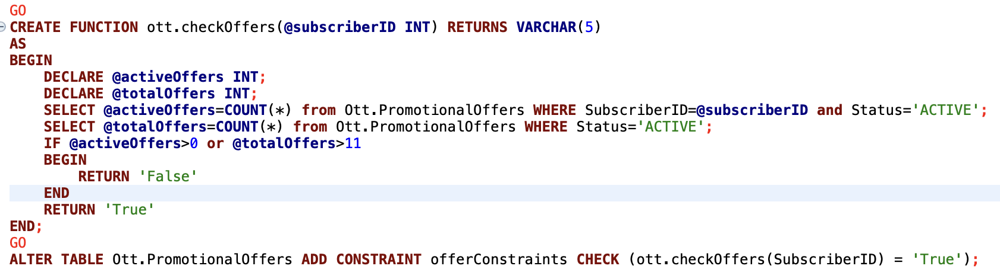 GO
CREATE FUNCTION ott.checkOffers(@subscriberID INT) RETURNS VARCHAR(5)
AS
BEGIN
    DECLARE @activeOffers INT;
    DECLARE @totalOffers INT;
    SELECT @activeOffers=COUNT(*) from Ott.PromotionalOffers WHERE SubscriberID=@subscriberID and Status='ACTIVE';
    SELECT @totalOffers=COUNT(*) from Ott.PromotionalOffers WHERE Status='ACTIVE';
    IF @activeOffers>0 or @totalOffers>11
    BEGIN
        RETURN 'False'
    END
    RETURN 'True'
END;
GO
ALTER TABLE Ott.PromotionalOffers ADD CONSTRAINT offerConstraints CHECK (ott.checkOffers(SubscriberID) = 'True');